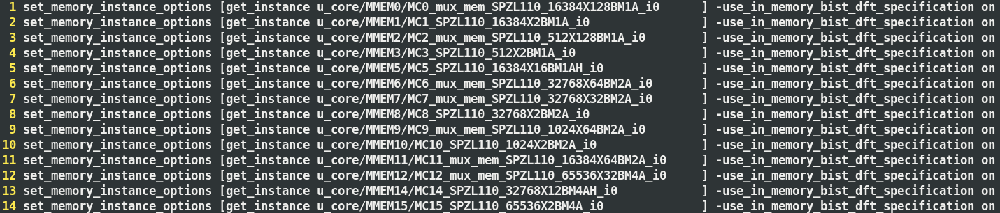 1 set_memory_instance_options [get_instance u_core/MMEM0/MC0_mux_mem_SPZL110_16384X128BM1A_i0      ] -use_in_memory_bist_dft_specification on
2 set_memory_instance_options [get_instance u_core/MMEM1/MC1_SPZL110_16384X2BM1A_i0                ] -use_in_memory_bist_dft_specification on
3 set_memory_instance_options [get_instance u_core/MMEM2/MC2_mux_mem_SPZL110_512X128BM1A_i0        ] -use_in_memory_bist_dft_specification on
4 set_memory_instance_options [get_instance u_core/MMEM3/MC3_SPZL110_512X2BM1A_i0                  ] -use_in_memory_bist_dft_specification on
5 set_memory_instance_options [get_instance u_core/MMEM5/MC5_SPZL110_16384X16BM1AH_i0              ] -use_in_memory_bist_dft_specification on
6 set_memory_instance_options [get_instance u_core/MMEM6/MC6_mux_mem_SPZL110_32768X64BM2A_i0       ] -use_in_memory_bist_dft_specification on
7 set_memory_instance_options [get_instance u_core/MMEM7/MC7_mux_mem_SPZL110_32768X32BM2A_i0       ] -use_in_memory_bist_dft_specification on
8 set_memory_instance_options [get_instance u_core/MMEM8/MC8_SPZL110_32768X2BM2A_i0                ] -use_in_memory_bist_dft_specification on
9 set_memory_instance_options [get_instance u_core/MMEM9/MC9_mux_mem_SPZL110_1024X64BM2A_i0        ] -use_in_memory_bist_dft_specification on
10 set_memory_instance_options [get_instance u_core/MMEM10/MC10_SPZL110_1024X2BM2A_i0               ] -use_in_memory_bist_dft_specification on
11 set_memory_instance_options [get_instance u_core/MMEM11/MC11_mux_mem_SPZL110_16384X64BM2A_i0     ] -use_in_memory_bist_dft_specification on
12 set_memory_instance_options [get_instance u_core/MMEM12/MC12_mux_mem_SPZL110_65536X32BM4A_i0     ] -use_in_memory_bist_dft_specification on
13 set_memory_instance_options [get_instance u_core/MMEM14/MC14_SPZL110_32768X12BM4AH_i0            ] -use_in_memory_bist_dft_specification on
14 set_memory_instance_options [get_instance u_core/MMEM15/MC15_SPZL110_65536X2BM4A_i0              ] -use_in_memory_bist_dft_specification on